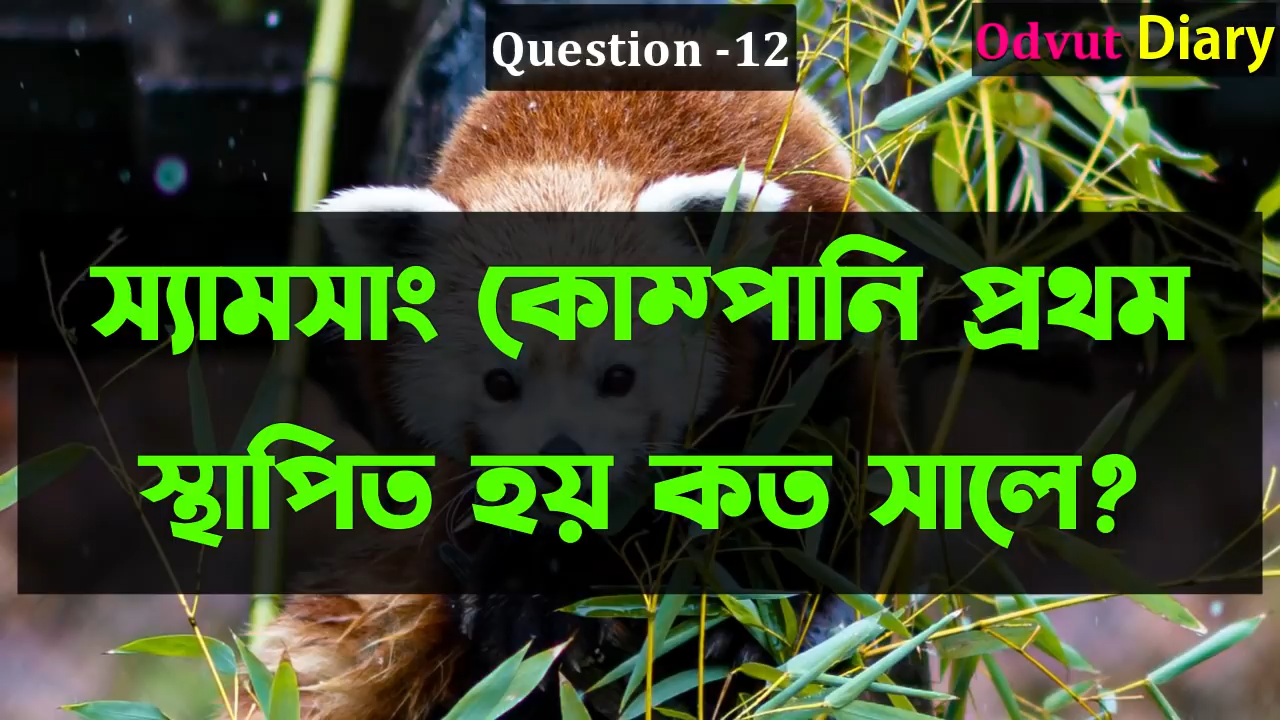 Question -12
Odvut Diary
স্যামসাং কোম্পানি প্রথম
স্থাপিত হয় কত সালে?